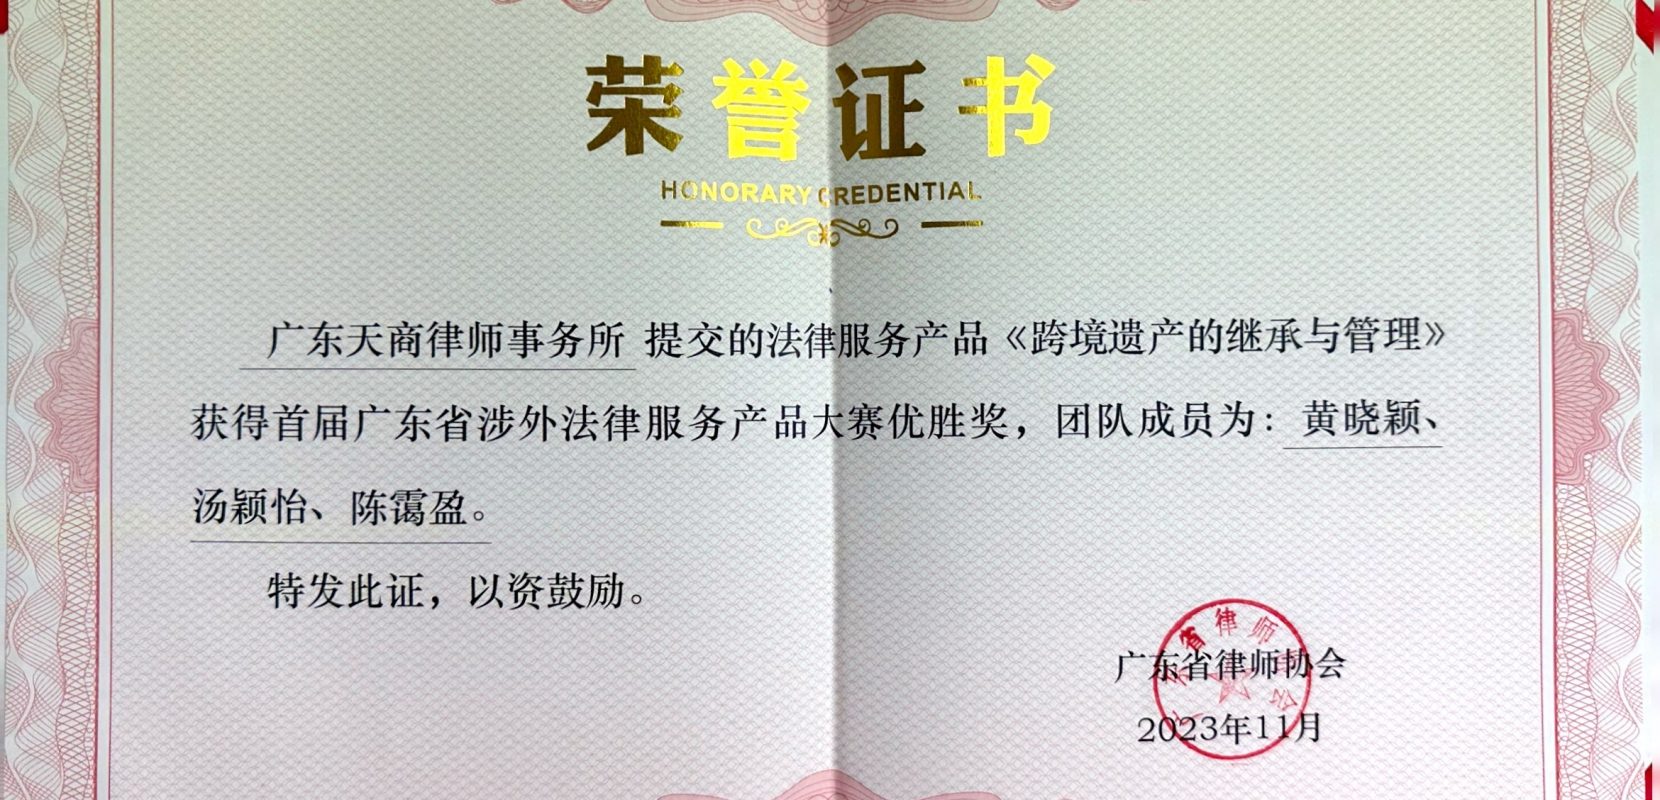 荣誉证书
HONORARY CREDENTIAL
广东天商律师事务所 提交的法律服务产品《跨境遗产的继承与管理》
获得首届广东省涉外法律服务产品大赛优胜奖，团队成员为：黄晓颖、
汤颖怡、陈霭盈。
特发此证，以资鼓励。
广东省律师协会
2023年11月